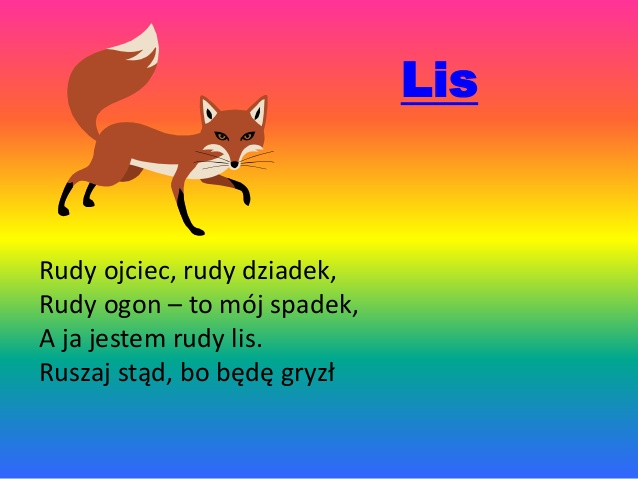 Lis
Rudy ojciec, rudy dziadek,
Rudy ogon – to mój spadek,
A ja jestem rudy lis.
Ruszaj stąd, bo będę gryzł